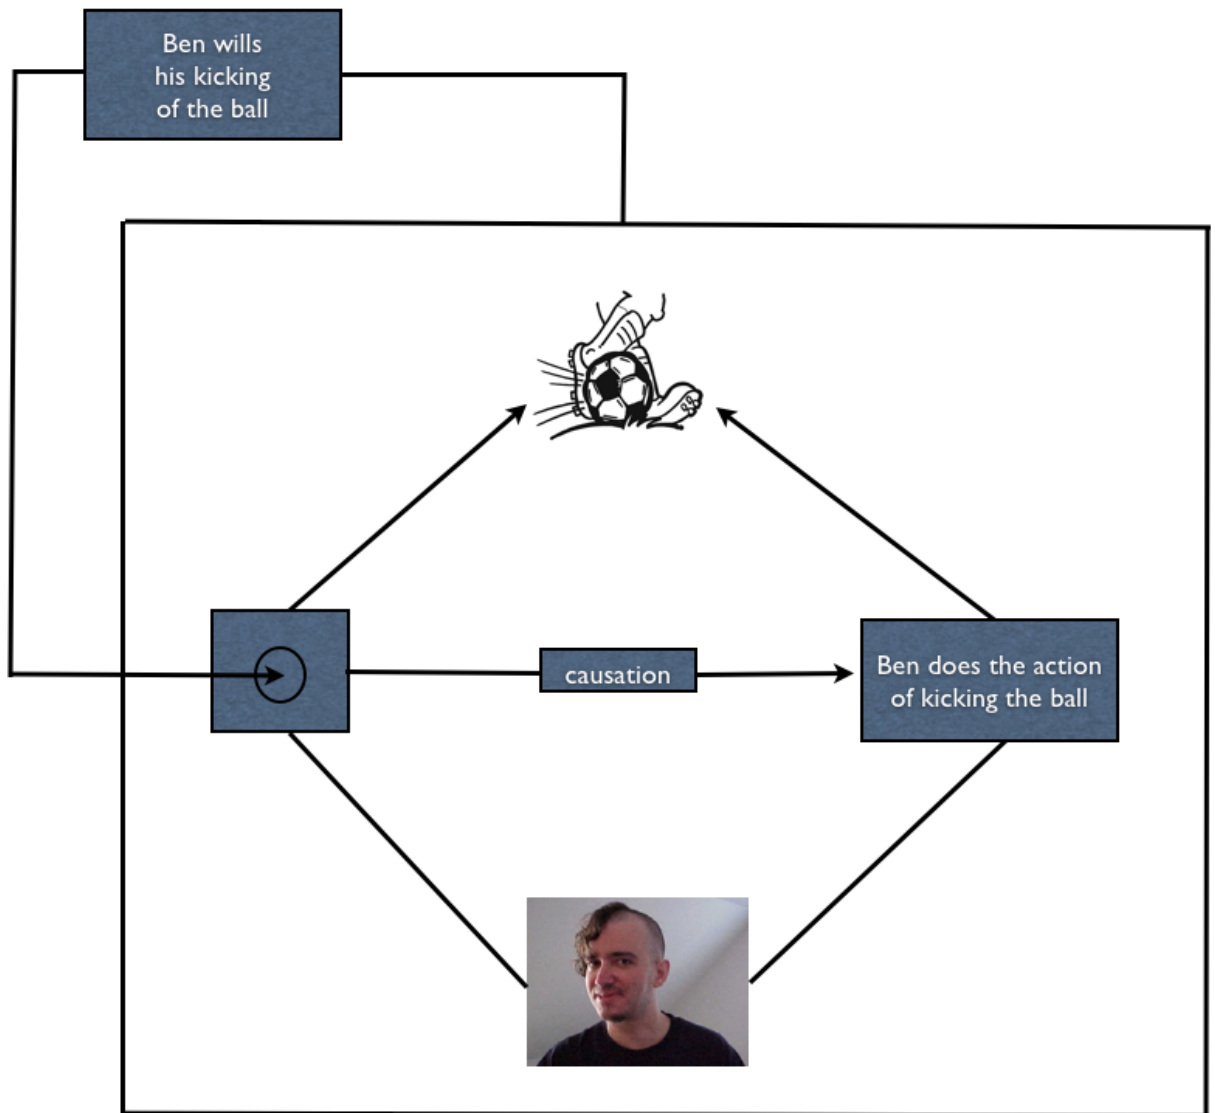 Ben wills
his kicking
of the ball
causation
Ben does the action
of kicking the ball